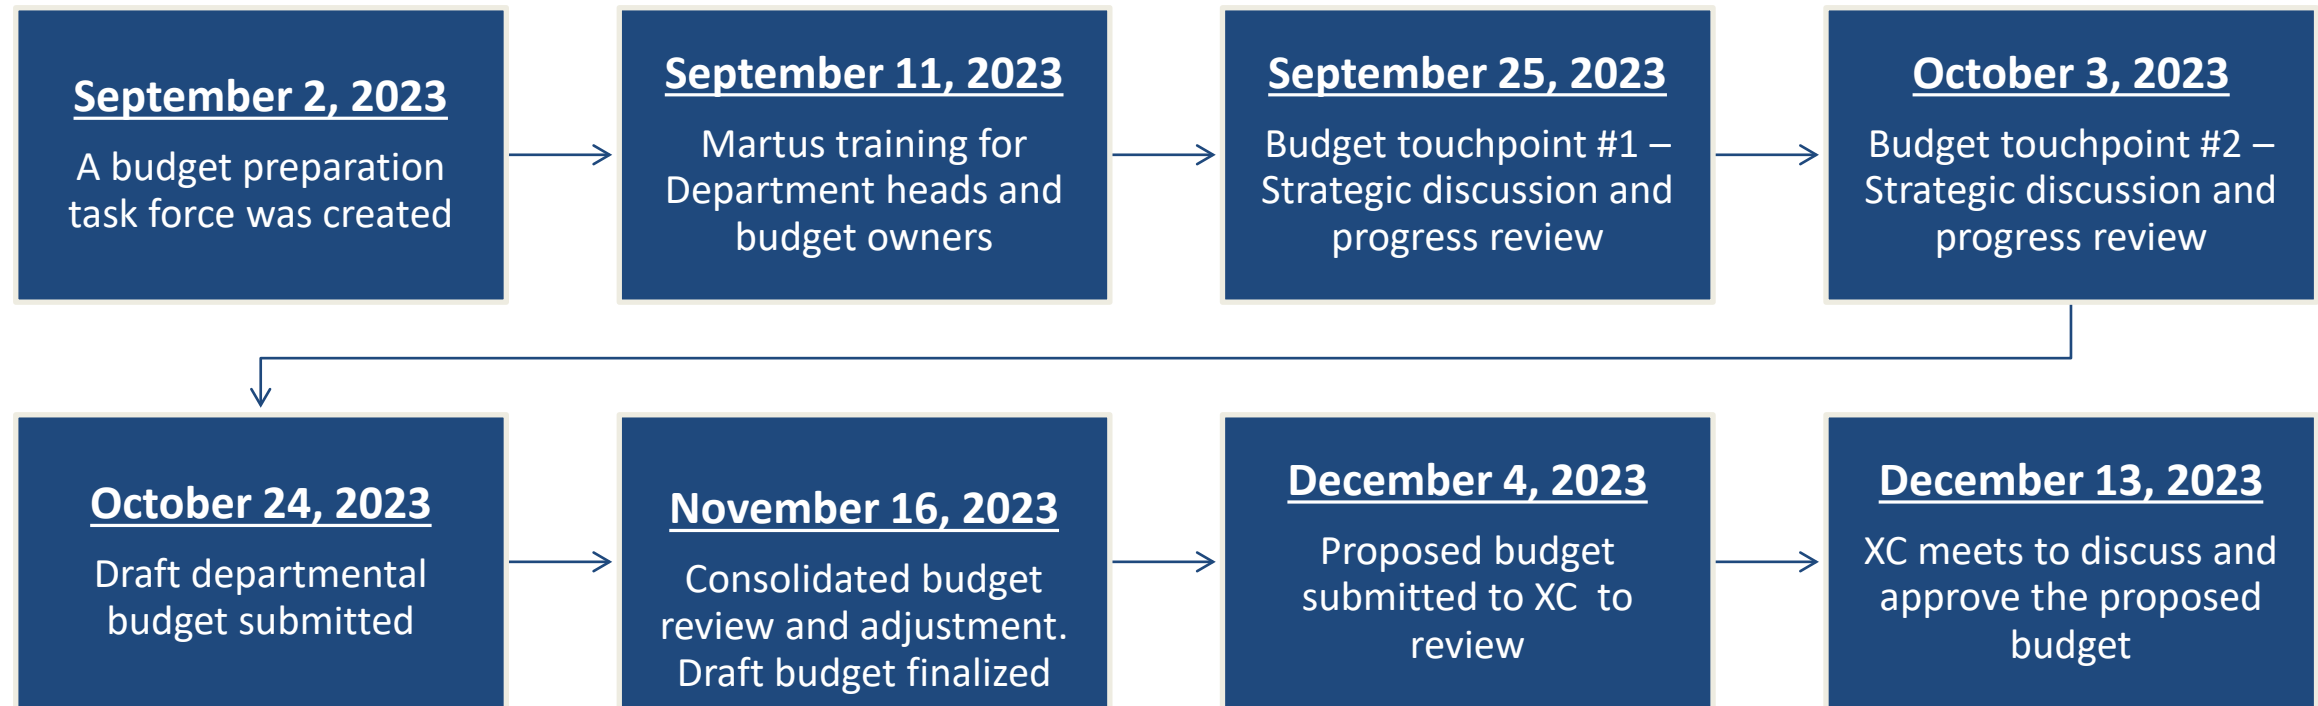 September 2, 2023
A budget preparation
task force was created
September 11, 2023
Martus training for
Department heads and
budget owners
September 25, 2023
Budget touchpoint #1 –
Strategic discussion and
progress review
October 3, 2023
Budget touchpoint #2 –
Strategic discussion and
progress review
October 24, 2023
Draft departmental
budget submitted
November 16, 2023
Consolidated budget
review and adjustment.
Draft budget finalized
December 4, 2023
Proposed budget
submitted to XC  to
review
December 13, 2023
XC meets to discuss and
approve the proposed
budget